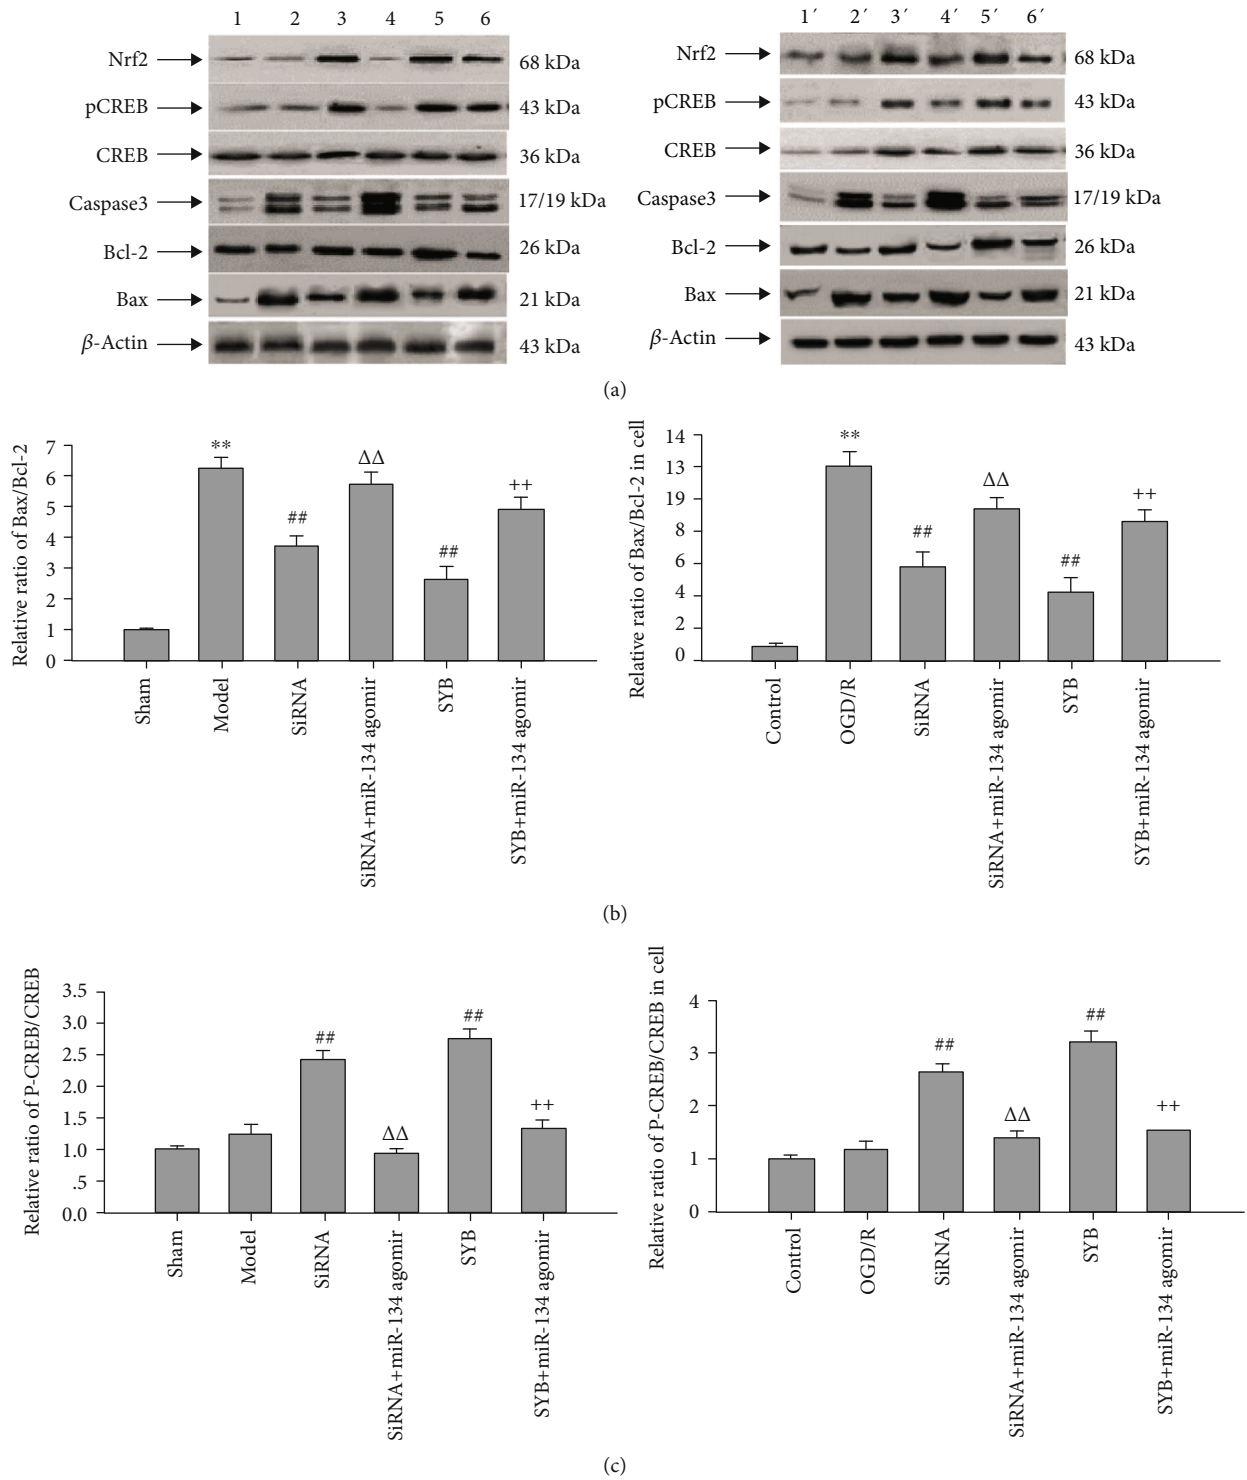 1 2 3 4 5 6
Nrf2 68 kDa
pCREB 43 kDa
CREB 36 kDa
Caspase3 17/19 kDa
Bcl-2 26 kDa
Bax 21 kDa
β-Actin 43 kDa
1´ 2´ 3´ 4´ 5´ 6´
Nrf2 68 kDa
pCREB 43 kDa
CREB 36 kDa
Caspase3 17/19 kDa
Bcl-2 26 kDa
Bax 21 kDa
β-Actin 43 kDa
(a)
Relative ratio of Bax/Bcl-2
7
6
5
4
3
2
1
0
**
##
ΔΔ
##
++
Sham
Model
SiRNA
SiRNA+miR-134 agomir
SYB
SYB+miR-134 agomir
Relative ratio of Bax/Bcl-2 in cell
14
13
19
8
6
4
2
0
**
##
ΔΔ
##
++
Control
OGD/R
SiRNA
SiRNA+miR-134 agomir
SYB
SYB+miR-134 agomir
(b)
Relative ratio of P-CREB/CREB
3.5
3.0
2.5
2.0
1.5
1.0
.5
0.0
##
ΔΔ
##
++
Sham
Model
SiRNA
SiRNA+miR-134 agomir
SYB
SYB+miR-134 agomir
Relative ratio of P-CREB/CREB in cell
4
3
2
1
0
##
ΔΔ
##
++
Control
OGD/R
SiRNA
SiRNA+miR-134 agomir
SYB
SYB+miR-134 agomir
(c)